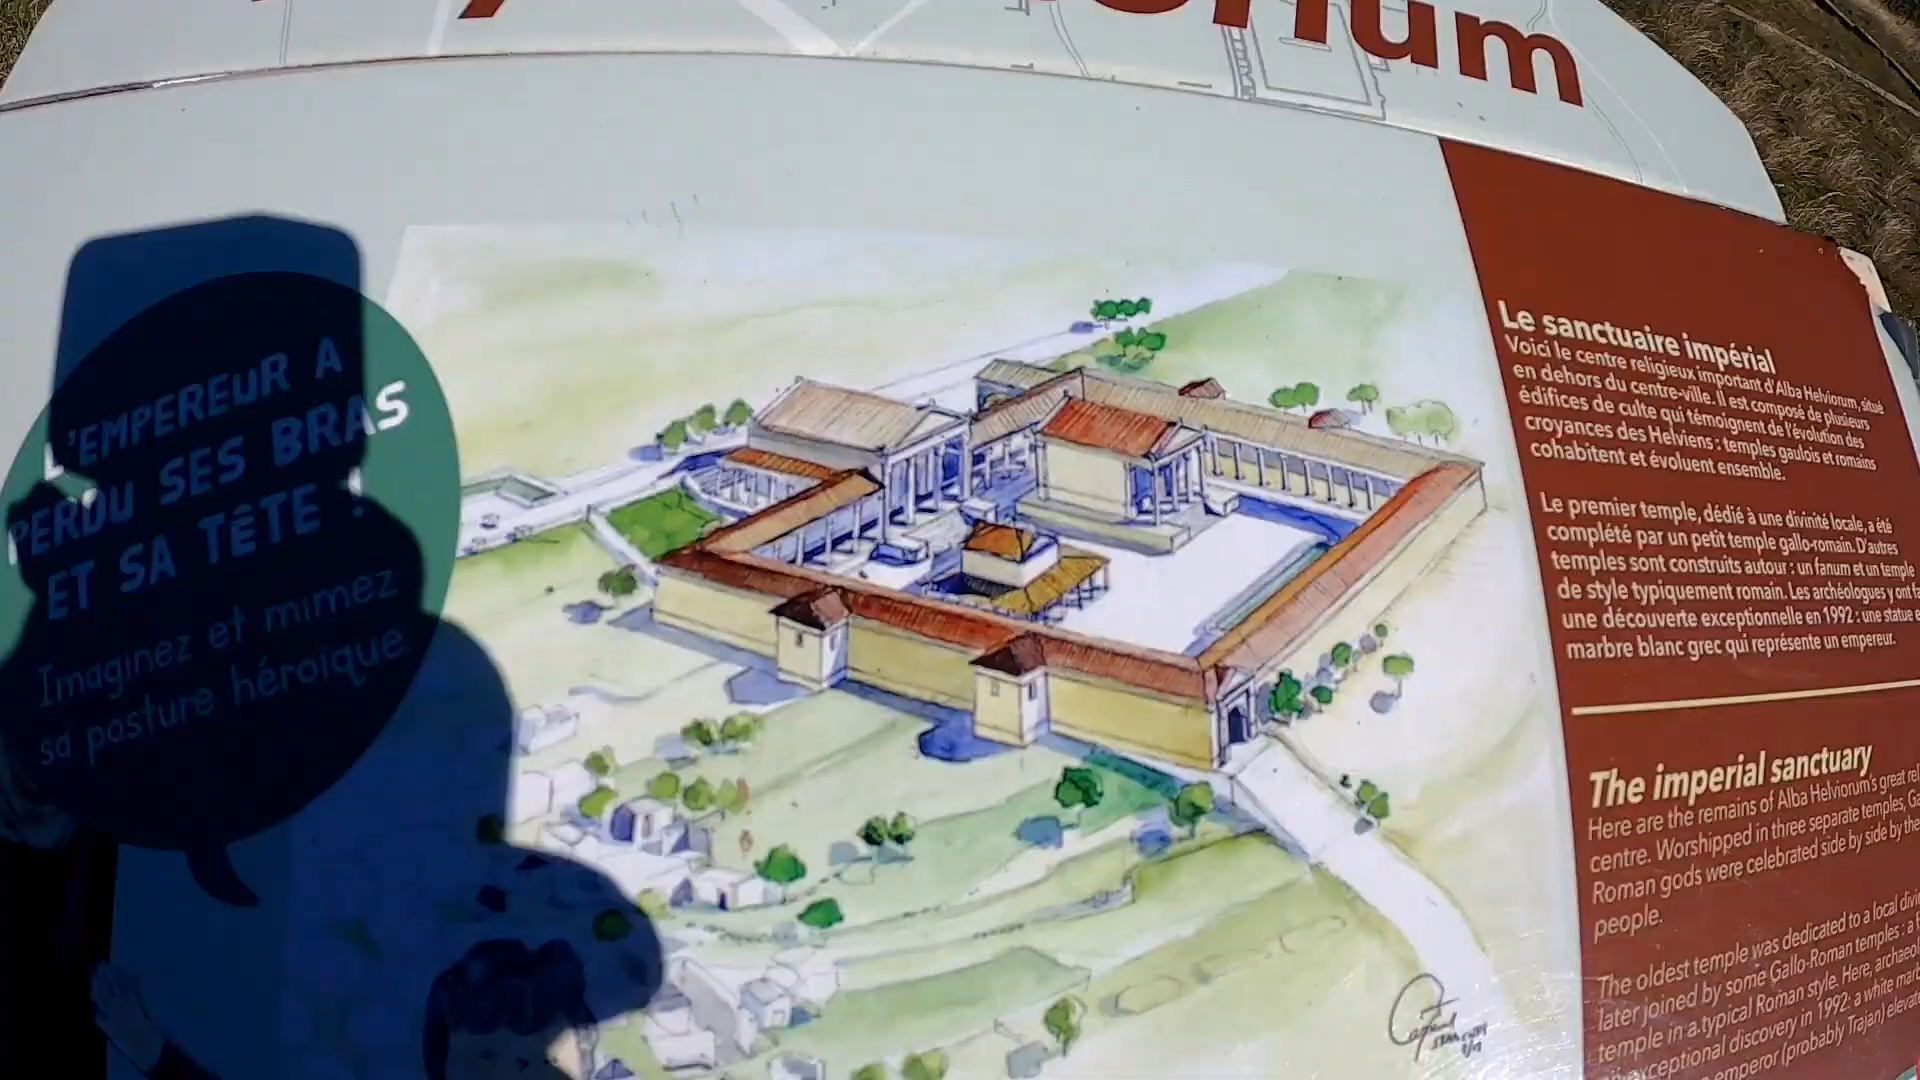 orium
L'EMPEREUR A
PERDU SES BRAS
ET SA TÊTE !
Imaginez et mimez
sa posture héroïque.
Le sanctuaire impérial
Voici le centre religieux important d'Alba Helviorum, situé
en dehors du centre-ville. Il est composé de plusieurs
édifices de culte qui témoignent de l'évolution des
croyances des Helviens : temples gaulois et romains
cohabitent et évoluent ensemble.
Le premier temple, dédié à une divinité locale, a été
complété par un petit temple gallo-romain. D'autres
temples sont construits autour : un fanum et un temple
de style typiquement romain. Les archéologues y ont fa
une découverte exceptionnelle en 1992 : une statue e
marbre blanc grec qui représente un empereur.
The imperial sanctuary
Here are the remains of Alba Helviorum's great rel
centre. Worshipped in three separate temples, Ga
Roman gods were celebrated side by side by the
people.
The oldest temple was dedicated to a local divi
later joined by some Gallo-Roman temples : a
temple in a typical Roman style. Here, archaeo
exceptional discovery in 1992: a white mar
emperor (probably Trajan) elevat